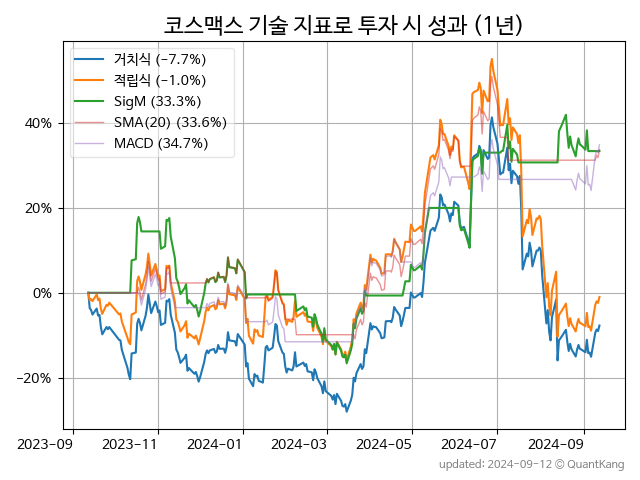 코스맥스 기술 지표로 투자 시 성과 (1년)
거치식 (−7.7%)
적립식 (−1.0%)
SigM (33.3%)
SMA(20) (33.6%)
MACD (34.7%)
40%
20%
0%
−20%
2023-09 2023-11 2024-01 2024-03 2024-05 2024-07 2024-09
updated: 2024-09-12 © QuantKang